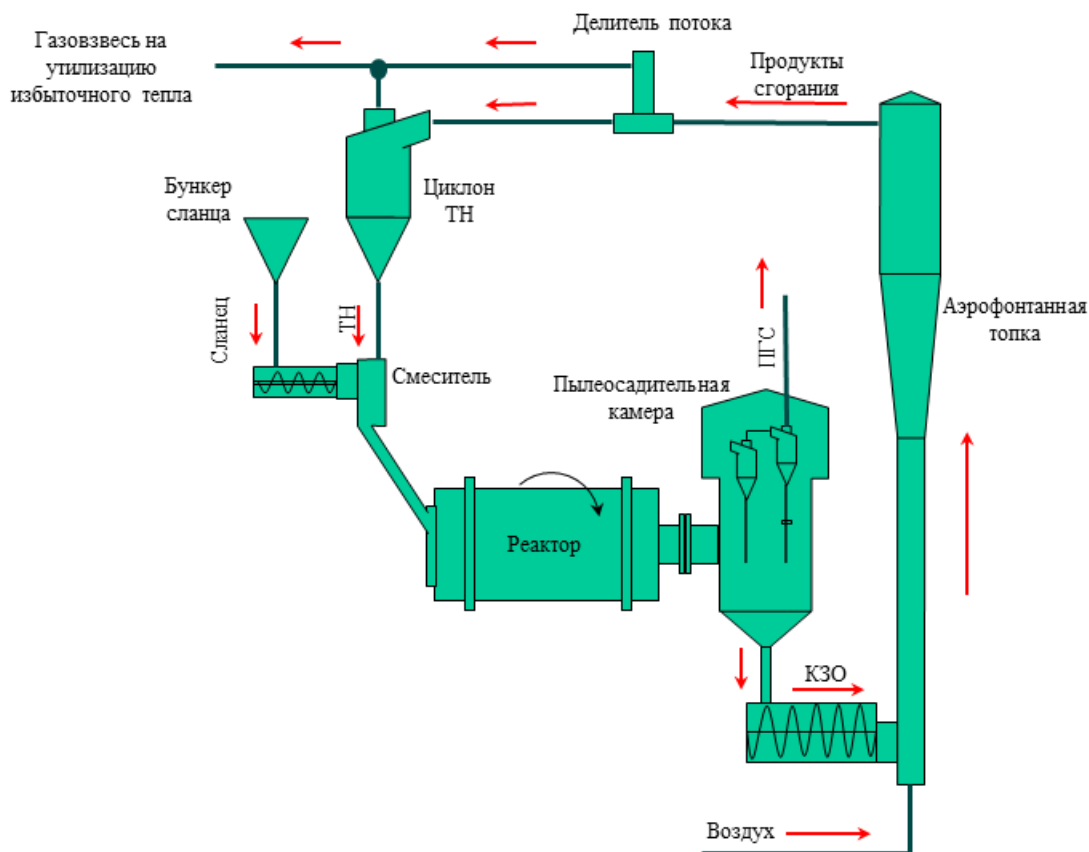 Делитель потока
Газовзвесь на
утилизацию
избыточного тепла
Продукты
сгорания
Бункер
сланца
Циклон
ТН
Сланец
ТН
ПГС
Аэрофонтанная
топка
Смеситель
Пылеосадительная
камера
Реактор
КЗО
Воздух